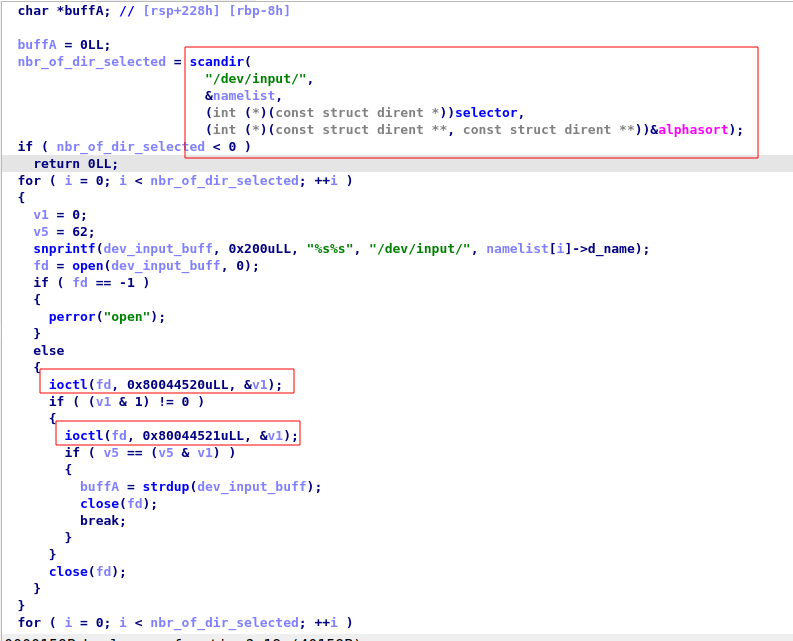 char *buffA; // [rsp+228h] [rbp-8h]
buffA = 0LL;
nbr_of_dir_selected = scandir(
"/dev/input/",
&namelist,
(int (*)(const struct dirent *))selector,
(int (*)(const struct dirent **, const struct dirent **))&alphasort);
if ( nbr_of_dir_selected < 0 )
return 0LL;
for ( i = 0; i < nbr_of_dir_selected; ++i )
{
v1 = 0;
v5 = 62;
snprintf(dev_input_buff, 0x200uLL, "%s%s", "/dev/input/", namelist[i]->d_name);
fd = open(dev_input_buff, 0);
if ( fd == -1 )
{
perror("open");
}
else
{
ioctl(fd, 0x80044520uLL, &v1);
if ( (v1 & 1) != 0 )
{
ioctl(fd, 0x80044521uLL, &v1);
if ( v5 == (v5 & v1) )
{
buffA = strdup(dev_input_buff);
close(fd);
break;
}
}
close(fd);
}
}
for ( i = 0; i < nbr_of_dir_selected; ++i )